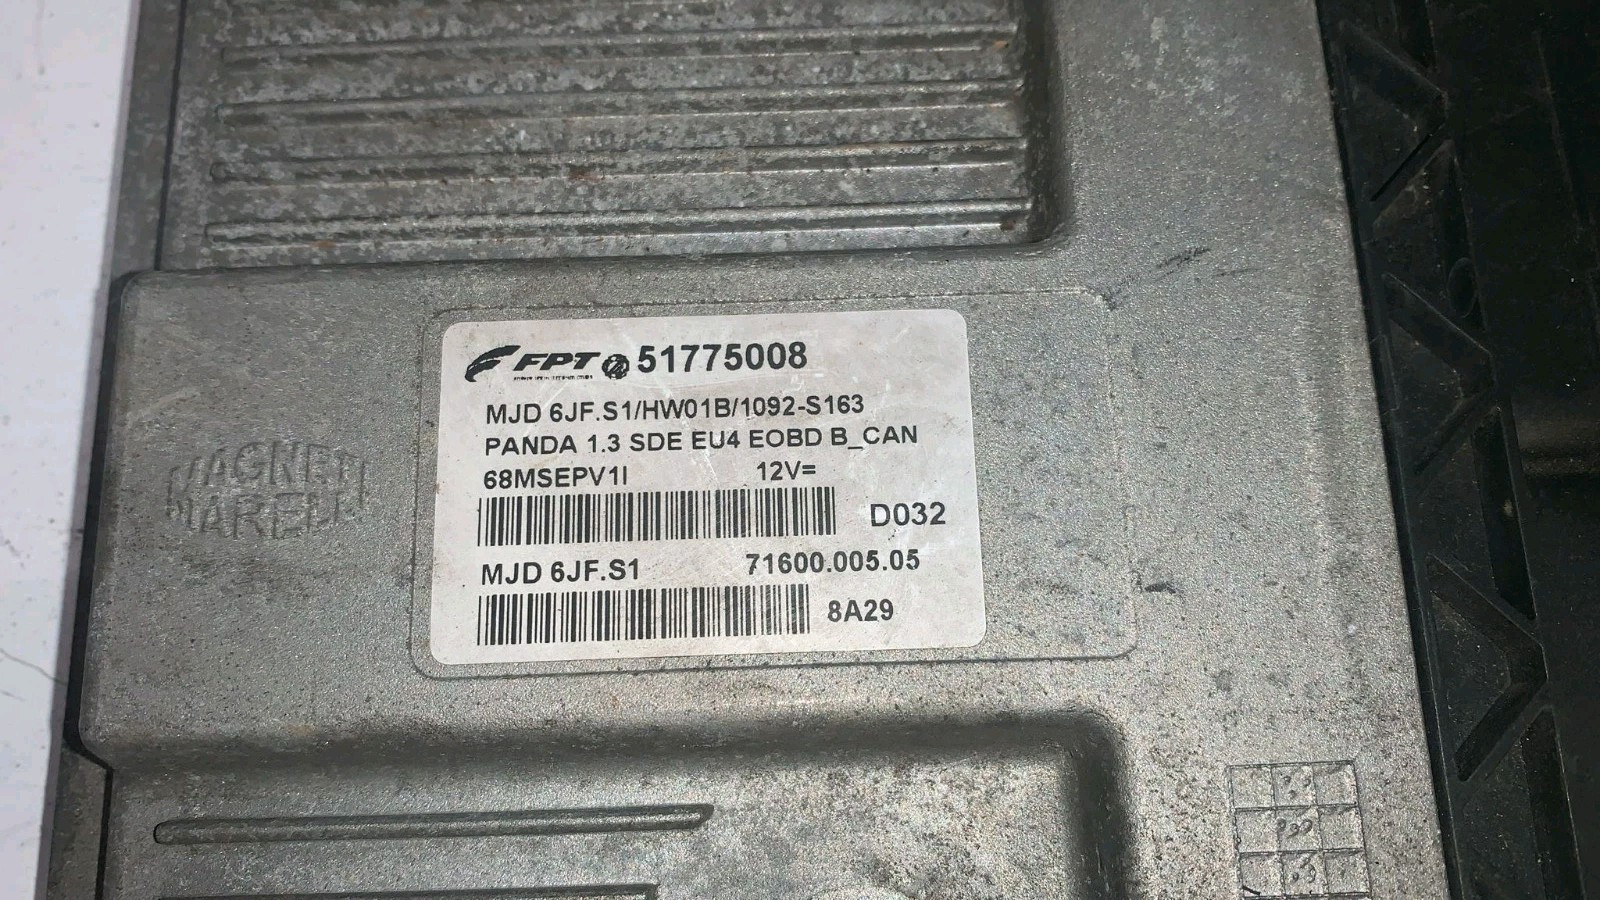 FPT 51775008
MJD 6JF.S1/HW01B/1092-S163
PANDA 1.3 SDE EU4 EOBD B_CAN
68MSEPV1I 12V=
D032
MJD 6JF.S1 71600.005.05
8A29
MAGNETI
MARELLI